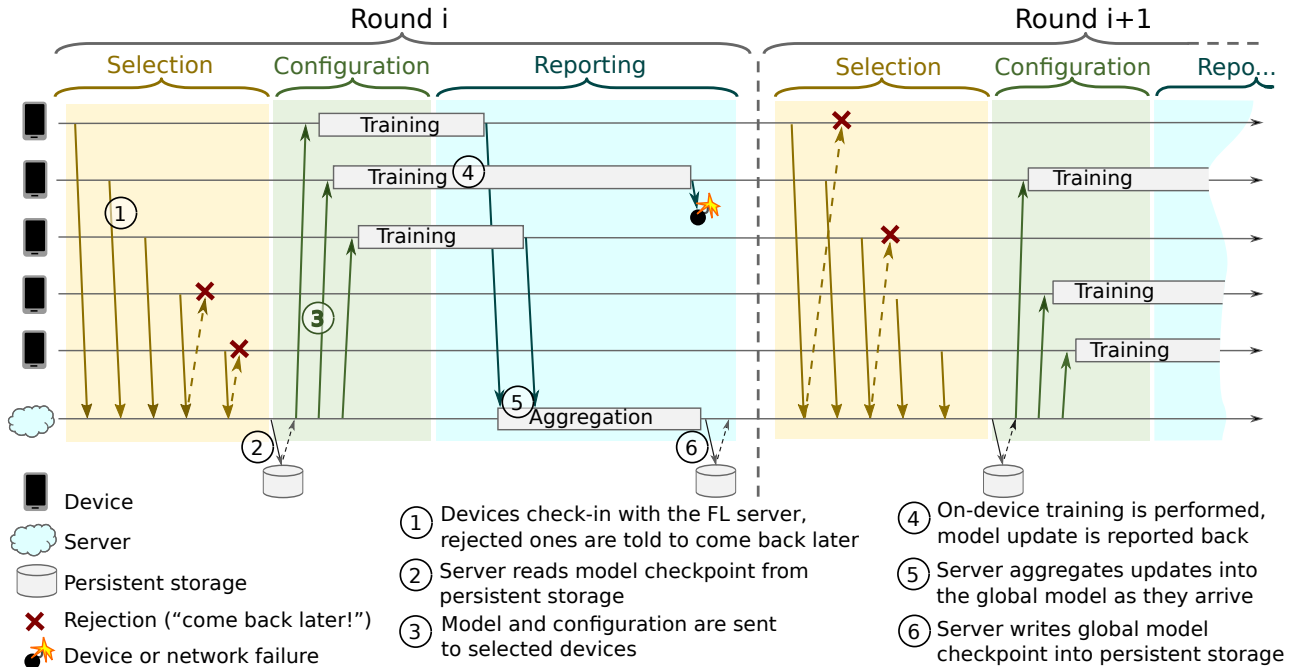 Round i
Round i+1
Selection
Configuration
Reporting
Selection
Configuration
Repo...
Training
Training
4
Training
1
Training
3
Training
Training
5
Aggregation
2
6
Device
Server
Persistent storage
Rejection (“come back later!”)
Device or network failure
1 Devices check-in with the FL server,
rejected ones are told to come back later
2 Server reads model checkpoint from
persistent storage
3 Model and configuration are sent
to selected devices
4 On-device training is performed,
model update is reported back
5 Server aggregates updates into
the global model as they arrive
6 Server writes global model
checkpoint into persistent storage